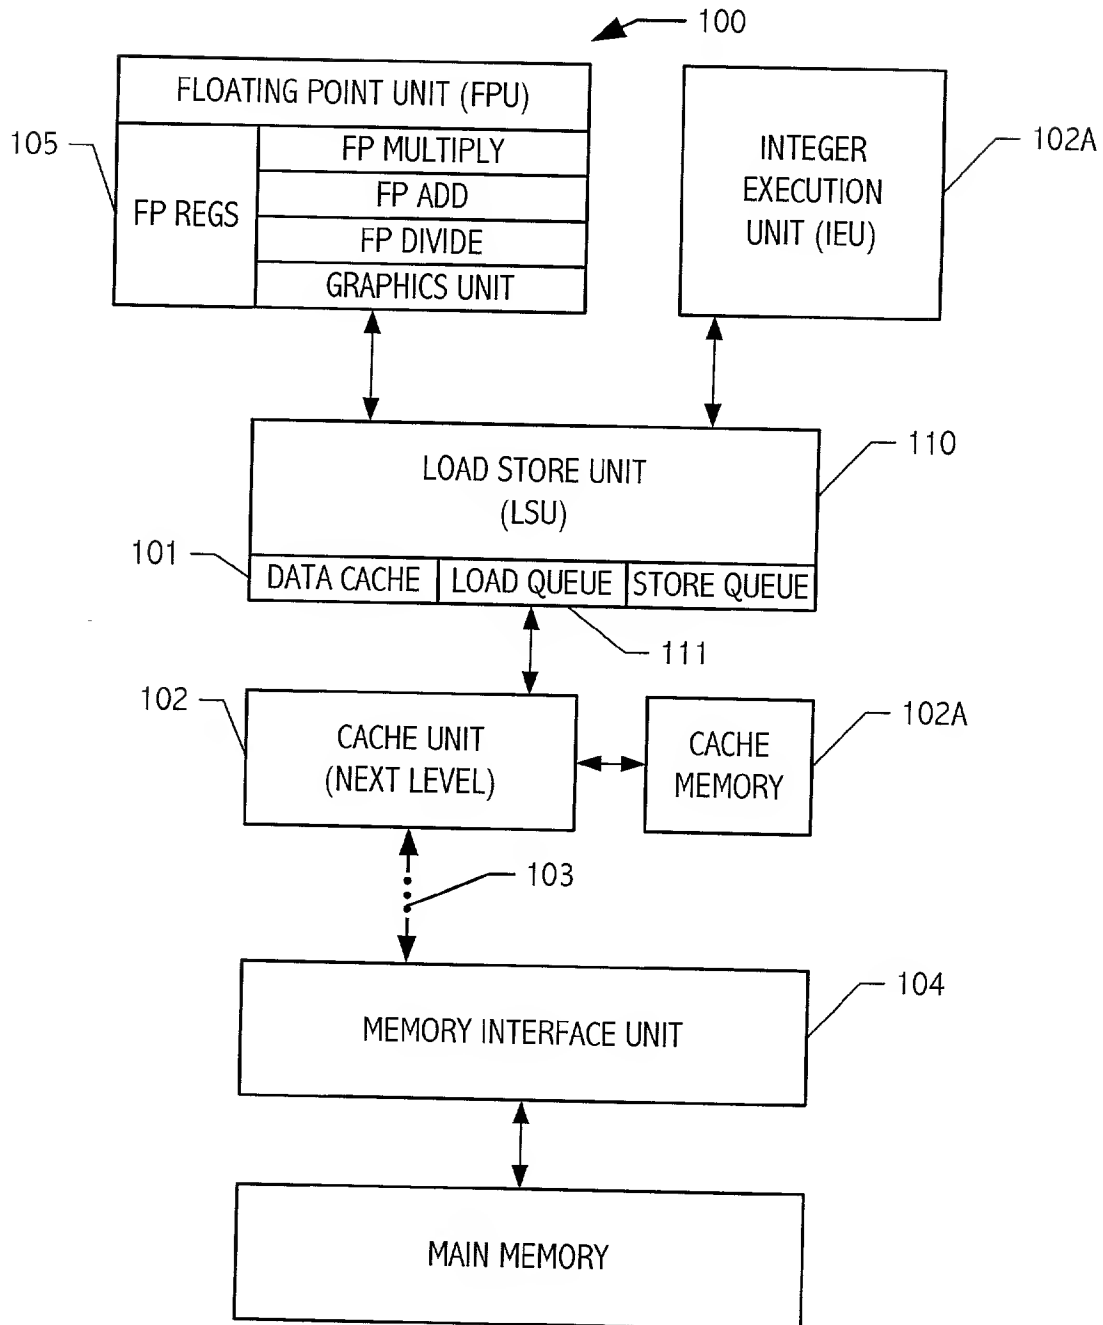 100
FLOATING POINT UNIT (FPU)
105
FP REGS
FP MULTIPLY
FP ADD
FP DIVIDE
GRAPHICS UNIT
INTEGER
EXECUTION
UNIT (IEU)
102A
LOAD STORE UNIT
(LSU)
110
101
DATA CACHE
LOAD QUEUE
STORE QUEUE
111
102
CACHE UNIT
(NEXT LEVEL)
CACHE
MEMORY
102A
103
104
MEMORY INTERFACE UNIT
MAIN MEMORY